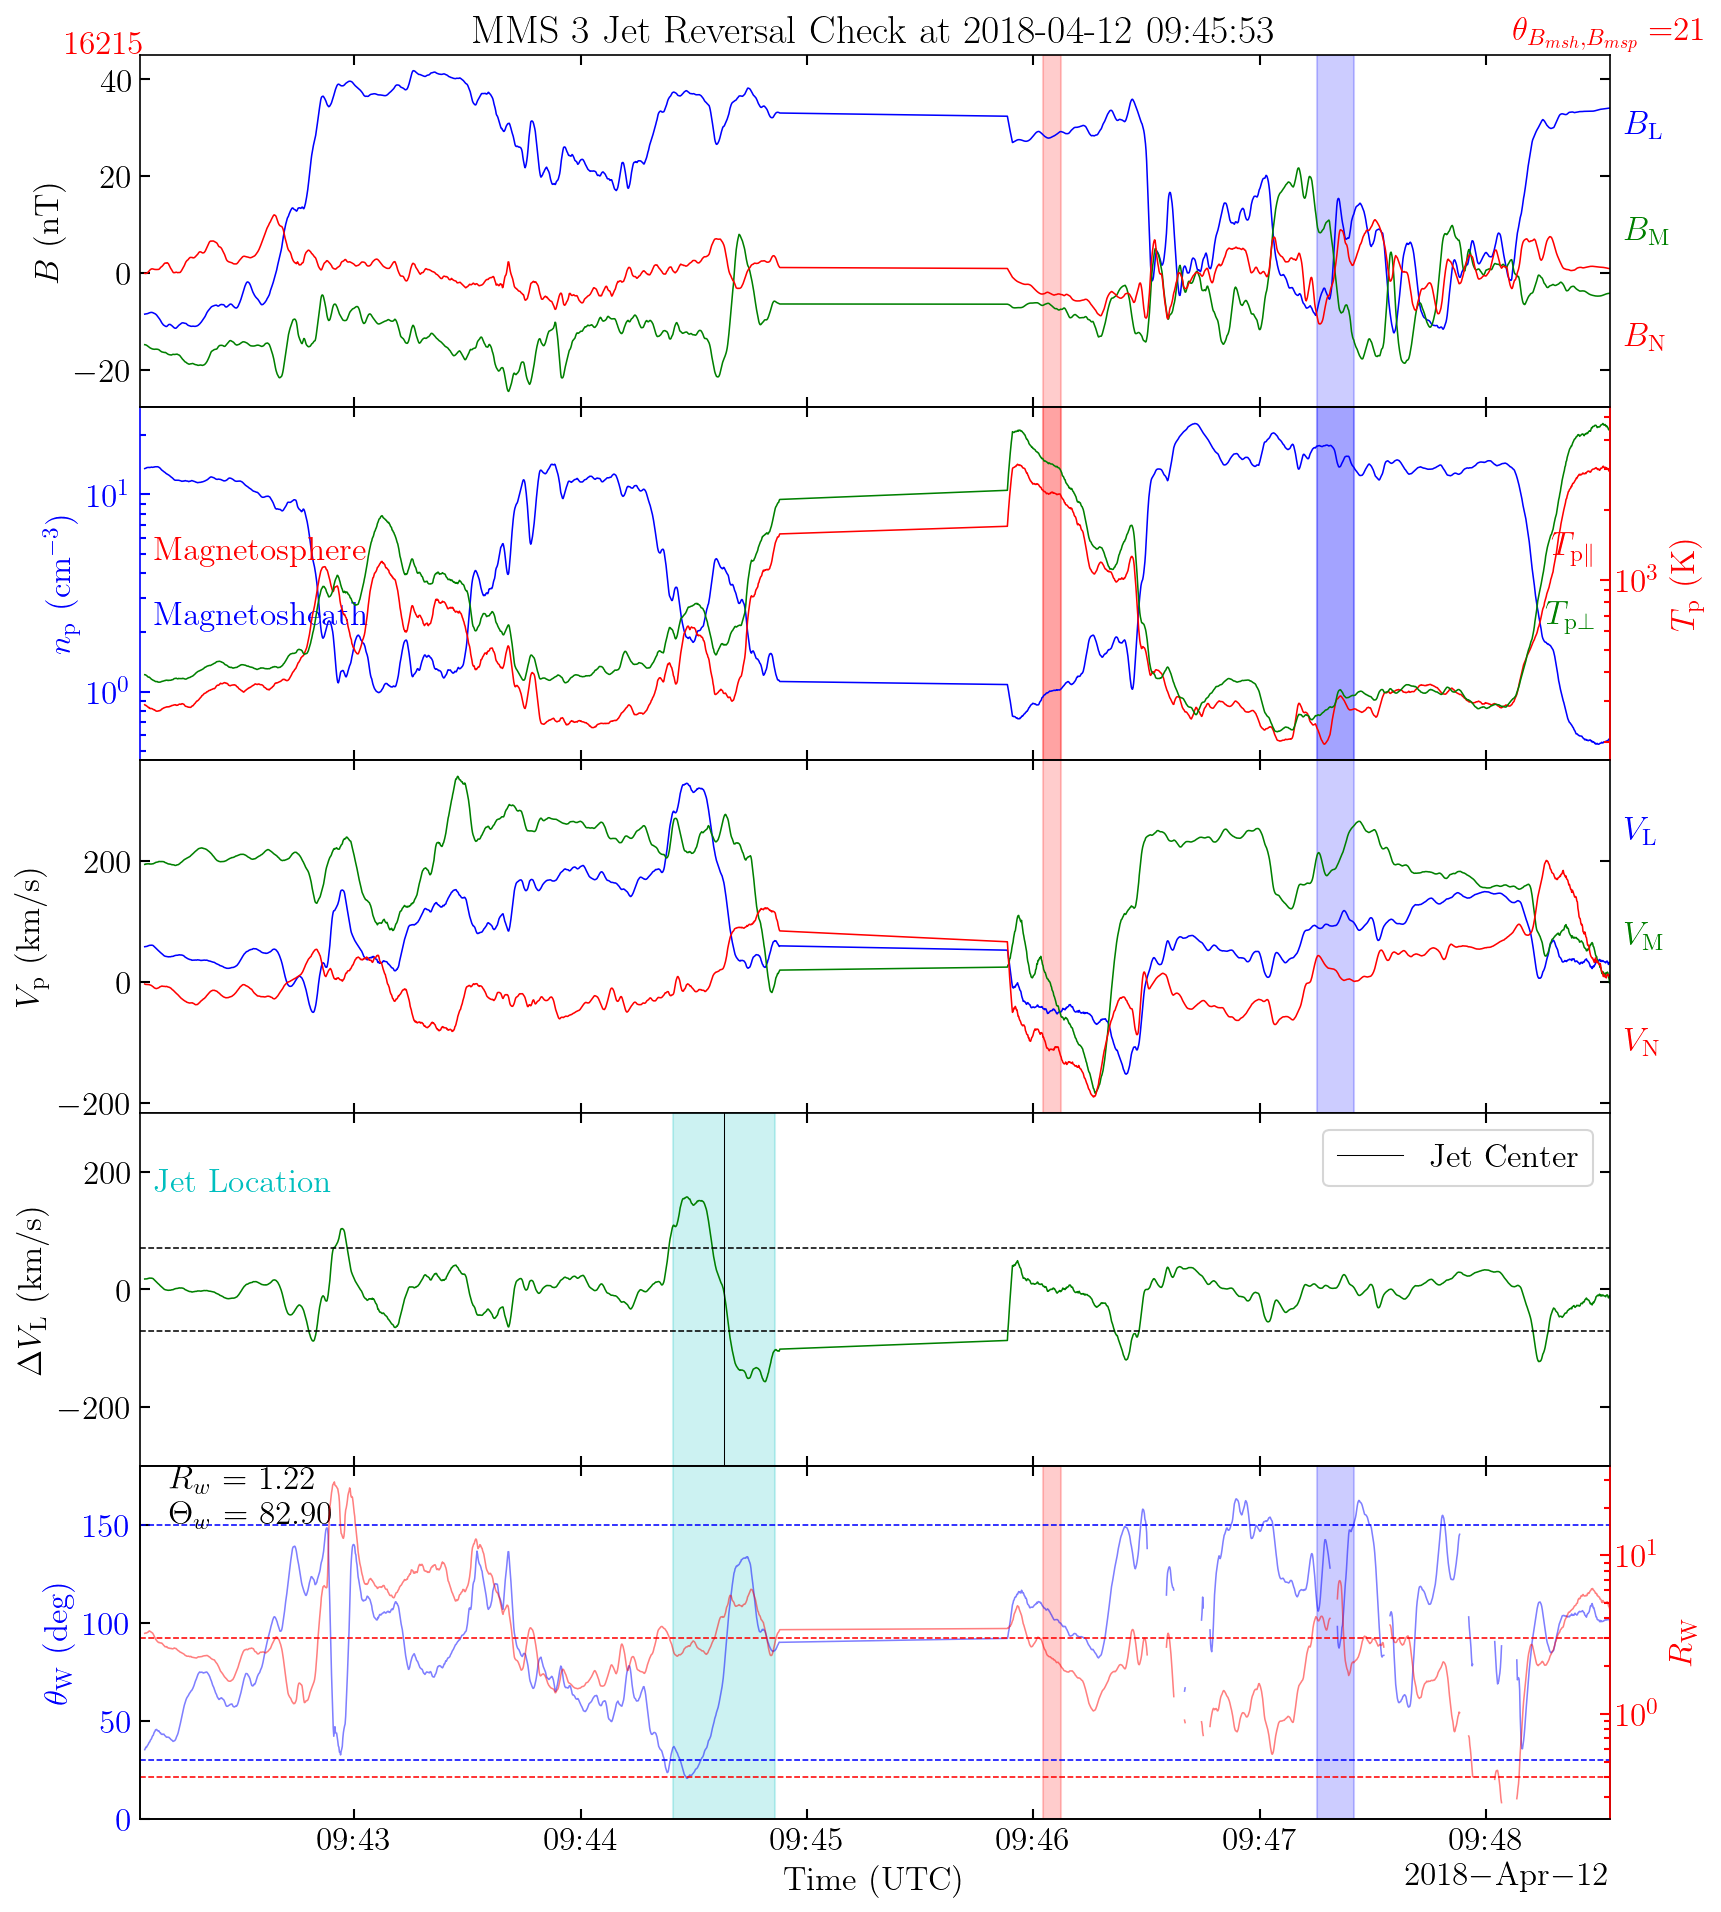 MMS 3 Jet Reversal Check at 2018-04-12 09:45:53
16215
θ_{B_{msh},B_{msp}} =21
40
20
0
−20
B (nT)
B_L
B_M
B_N
10^1
10^0
n_p (cm^{−3})
Magnetosphere
Magnetosheath
T_{p∥}
T_{p⊥}
10^3
T_p (K)
200
0
−200
V_p (km/s)
V_L
V_M
V_N
200
0
−200
ΔV_L (km/s)
Jet Location
Jet Center
R_w = 1.22
Θ_w = 82.90
150
100
50
0
θ_W (deg)
10^1
10^0
R_W
09:43
09:44
09:45
09:46
09:47
09:48
Time (UTC)
2018−Apr−12